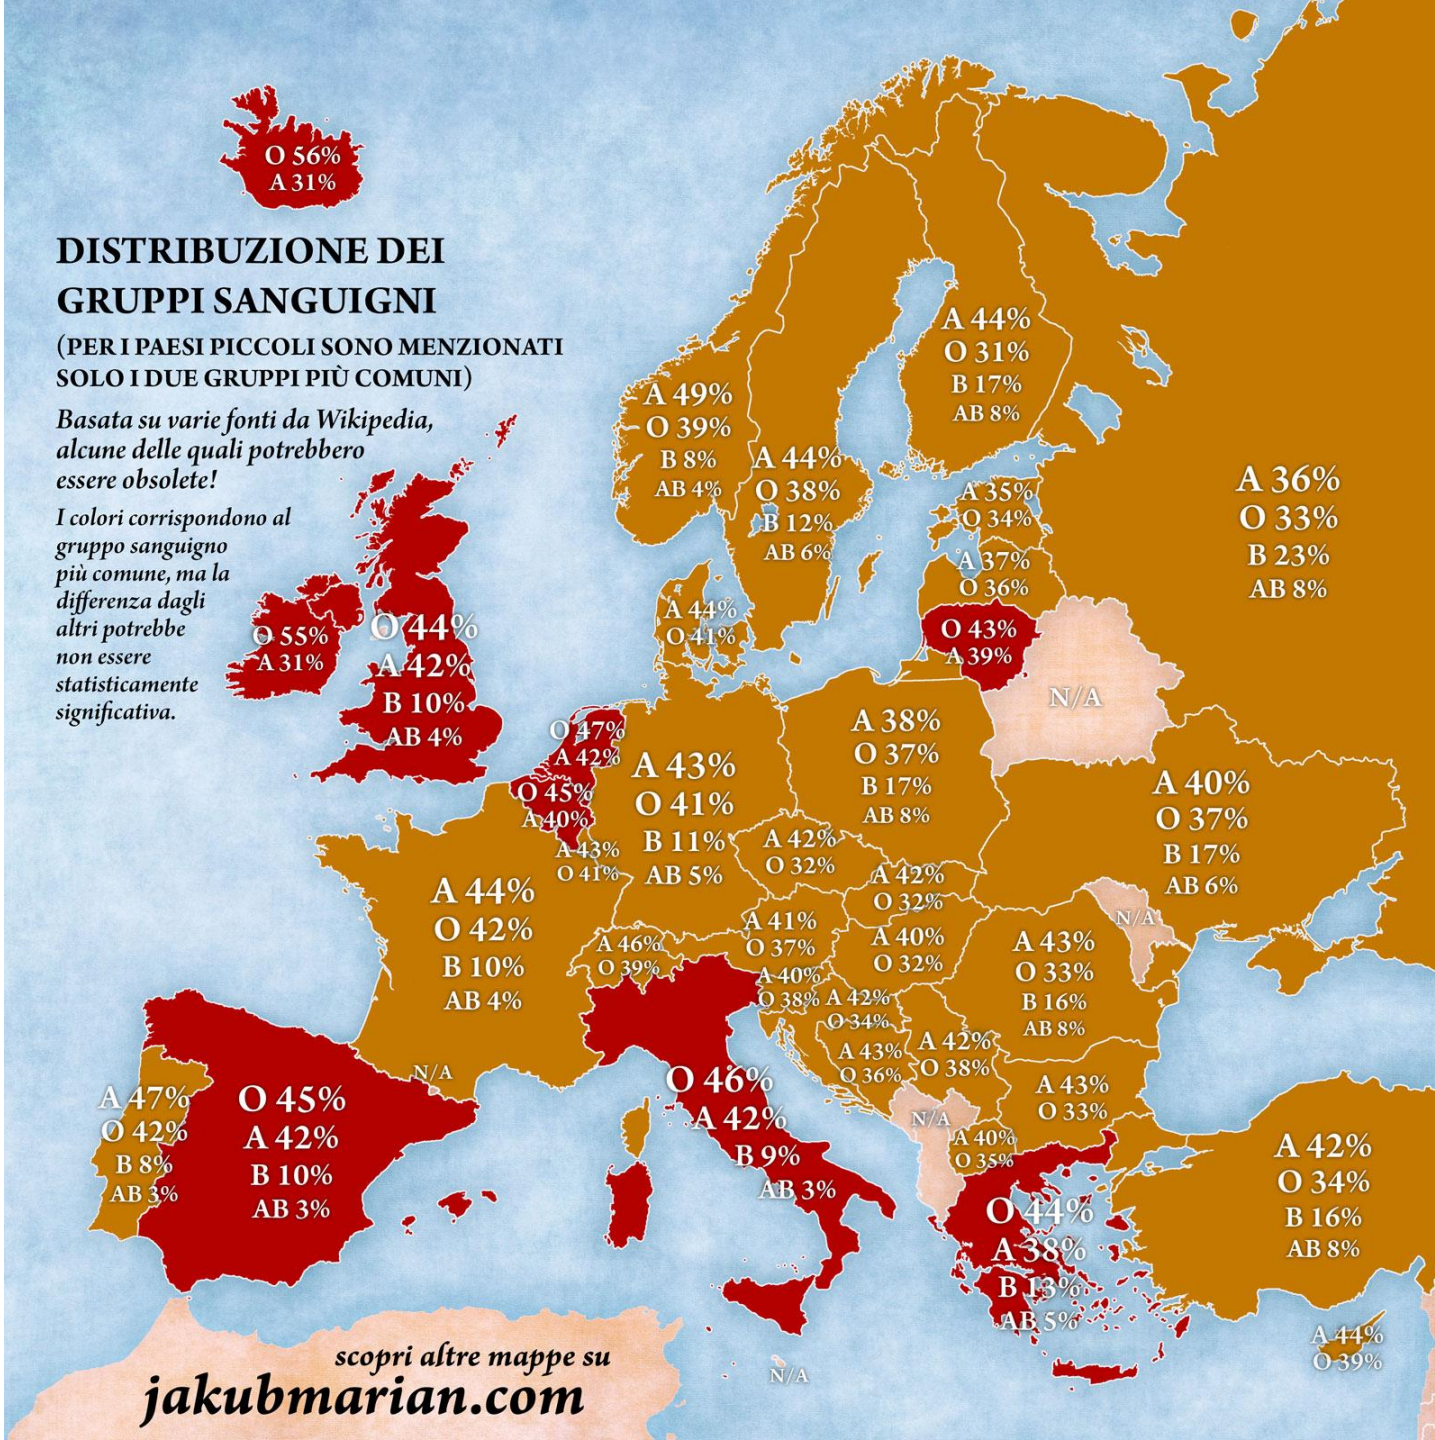 O 56%
A 31%
DISTRIBUZIONE DEI
GRUPPI SANGUIGNI
(PER I PAESI PICCOLI SONO MENZIONATI
SOLO I DUE GRUPPI PIÙ COMUNI)
Basata su varie fonti da Wikipedia,
alcune delle quali potrebbero
essere obsolete!
I colori corrispondono al
gruppo sanguigno
più comune, ma la
differenza dagli
altri potrebbe
non essere
statisticamente
significativa.
A 44%
O 31%
B 17%
AB 8%
A 49%
O 39%
B 8%
AB 4%
A 44%
O 38%
B 12%
AB 6%
A 36%
O 33%
B 23%
AB 8%
A 35%
O 34%
A 37%
O 36%
O 43%
A 39%
A 44%
O 41%
O 55%
A 31%
O 44%
A 42%
B 10%
AB 4%
N/A
O 47%
A 42%
O 45%
A 40%
A 43%
O 41%
A 43%
O 41%
B 11%
AB 5%
A 38%
O 37%
B 17%
AB 8%
A 40%
O 37%
B 17%
AB 6%
A 42%
O 32%
A 42%
O 32%
A 44%
O 42%
B 10%
AB 4%
A 46%
O 39%
A 41%
O 37%
A 40%
O 32%
A 43%
O 33%
B 16%
AB 8%
N/A
A 40%
O 38%
A 42%
O 34%
A 43%
O 36%
A 42%
O 38%
N/A
A 47%
O 42%
B 8%
AB 3%
O 45%
A 42%
B 10%
AB 3%
O 46%
A 42%
B 9%
AB 3%
A 43%
O 33%
N/A
A 40%
O 35%
O 44%
A 38%
B 13%
AB 5%
A 42%
O 34%
B 16%
AB 8%
A 44%
O 39%
N/A
scopri altre mappe su
jakubmarian.com